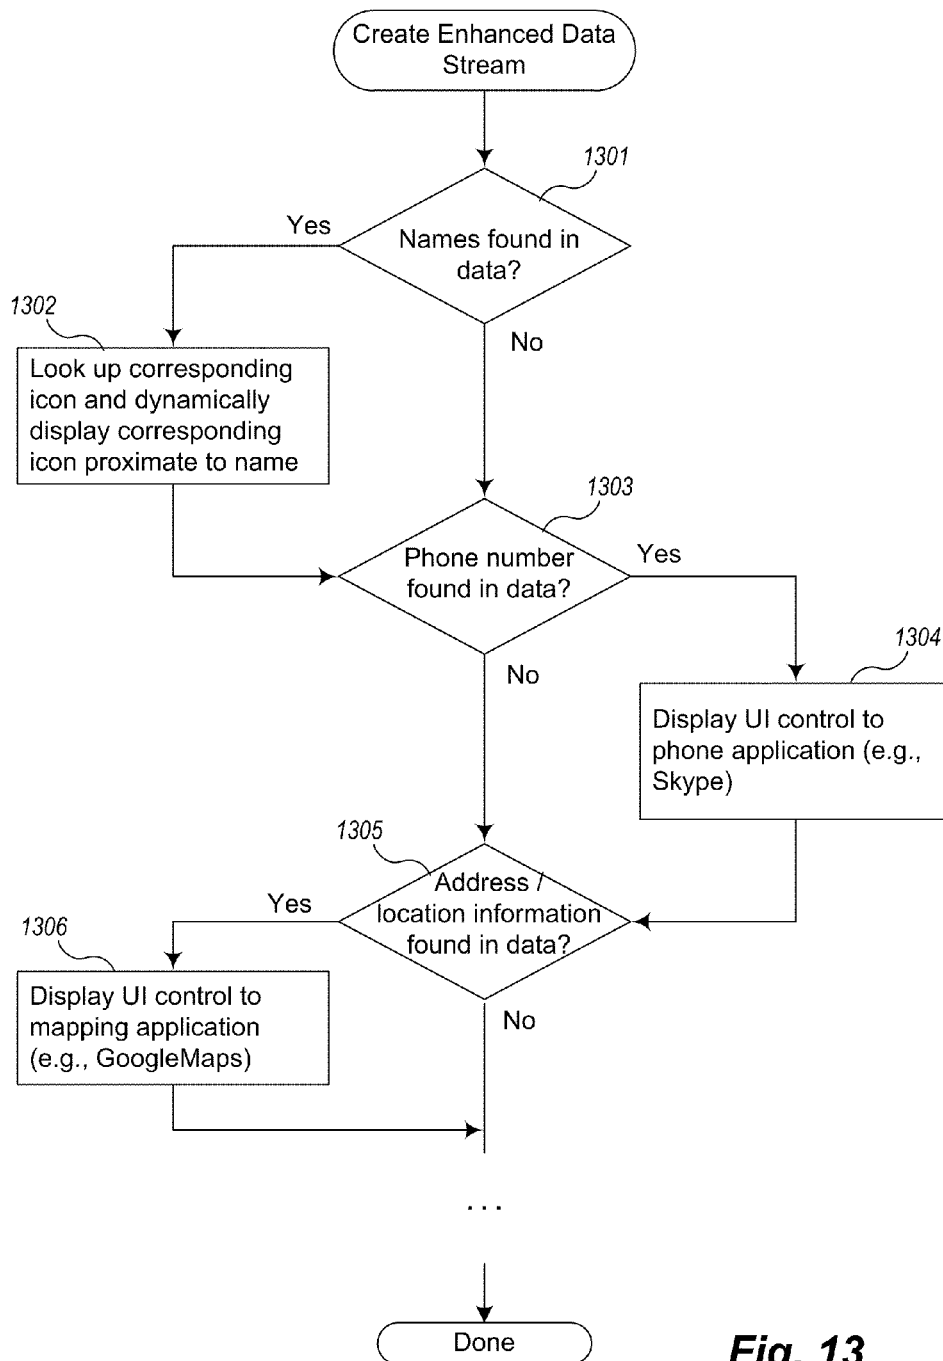 Create Enhanced Data
Stream
1301
Yes
Names found in
data?
No
1302
Look up corresponding
icon and dynamically
display corresponding
icon proximate to name
1303
Phone number
found in data?
Yes
No
1304
Display UI control to
phone application (e.g.,
Skype)
1305
Address /
location information
found in data?
Yes
No
1306
Display UI control to
mapping application
(e.g., GoogleMaps)
...
Done
Fig. 13